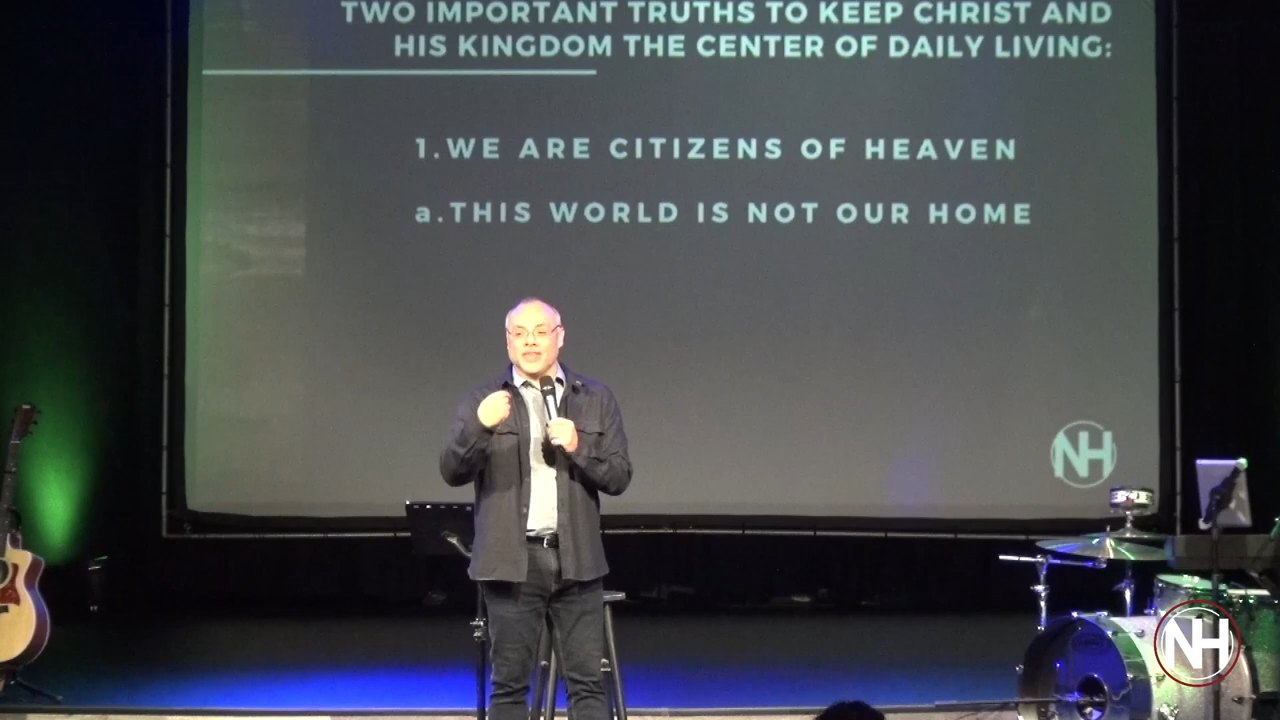 TWO IMPORTANT TRUTHS TO KEEP CHRIST AND
HIS KINGDOM THE CENTER OF DAILY LIVING:
1.WE ARE CITIZENS OF HEAVEN
a.THIS WORLD IS NOT OUR HOME
NH
NH